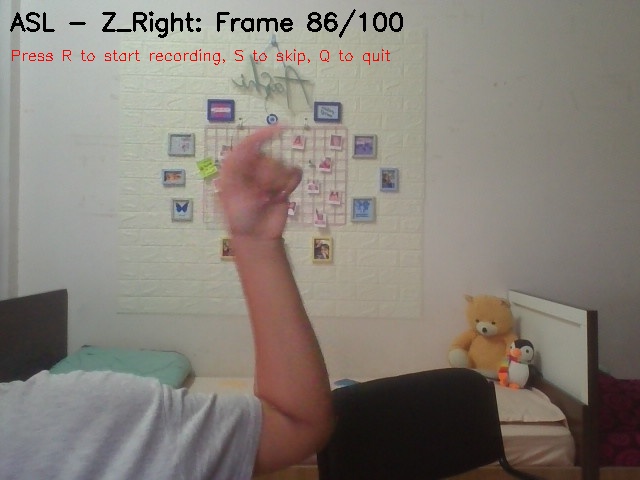 ASL - Z_Right: Frame 86/100
Press R to start recording, S to skip, Q to quit